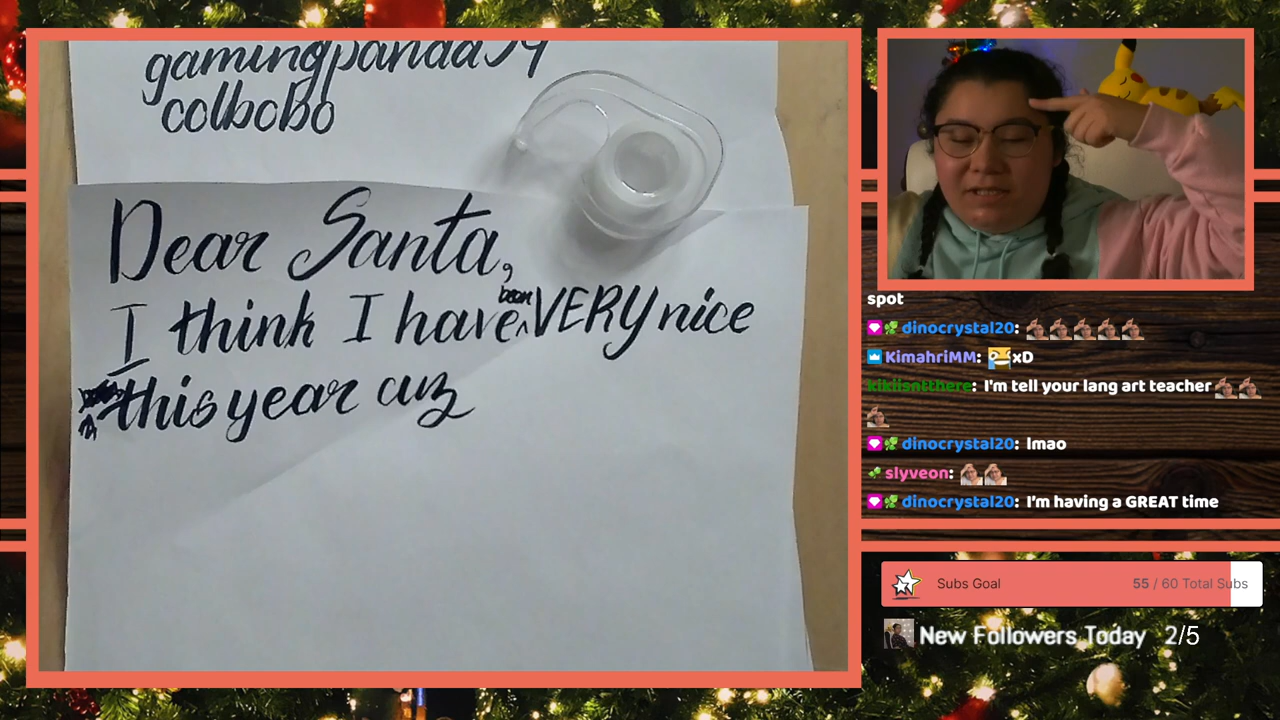 gamingpanda94
colbobo
Dear Santa,
I think I have been VERY nice
this year cuz
spot
dinocrystal20:
KimahriMM: xD
kikiisntthere: I'm tell your lang art teacher
dinocrystal20: lmao
slyveon:
dinocrystal20: I'm having a GREAT time
Subs Goal 55 / 60 Total Subs
New Followers Today 2/5